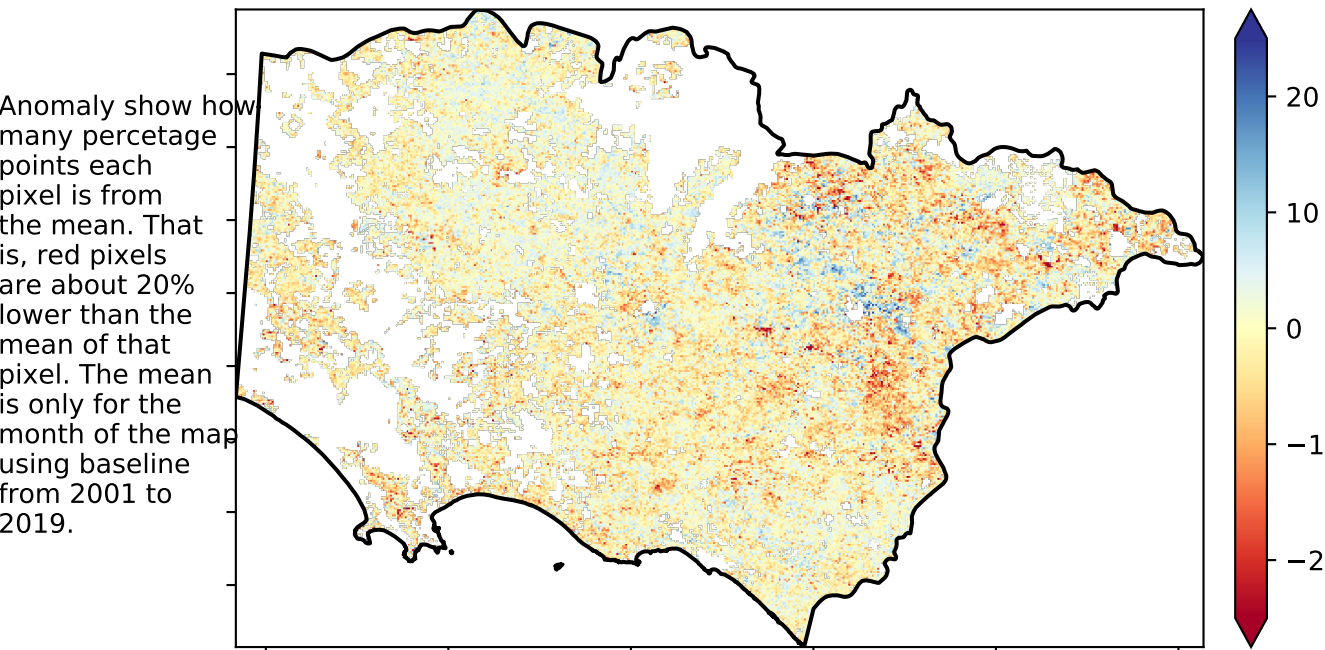 Anomaly show how
many percetage
points each
pixel is from
the mean. That
is, red pixels
are about 20%
lower than the
mean of that
pixel. The mean
is only for the
month of the map
using baseline
from 2001 to
2019.
20
10
0
−1
−2